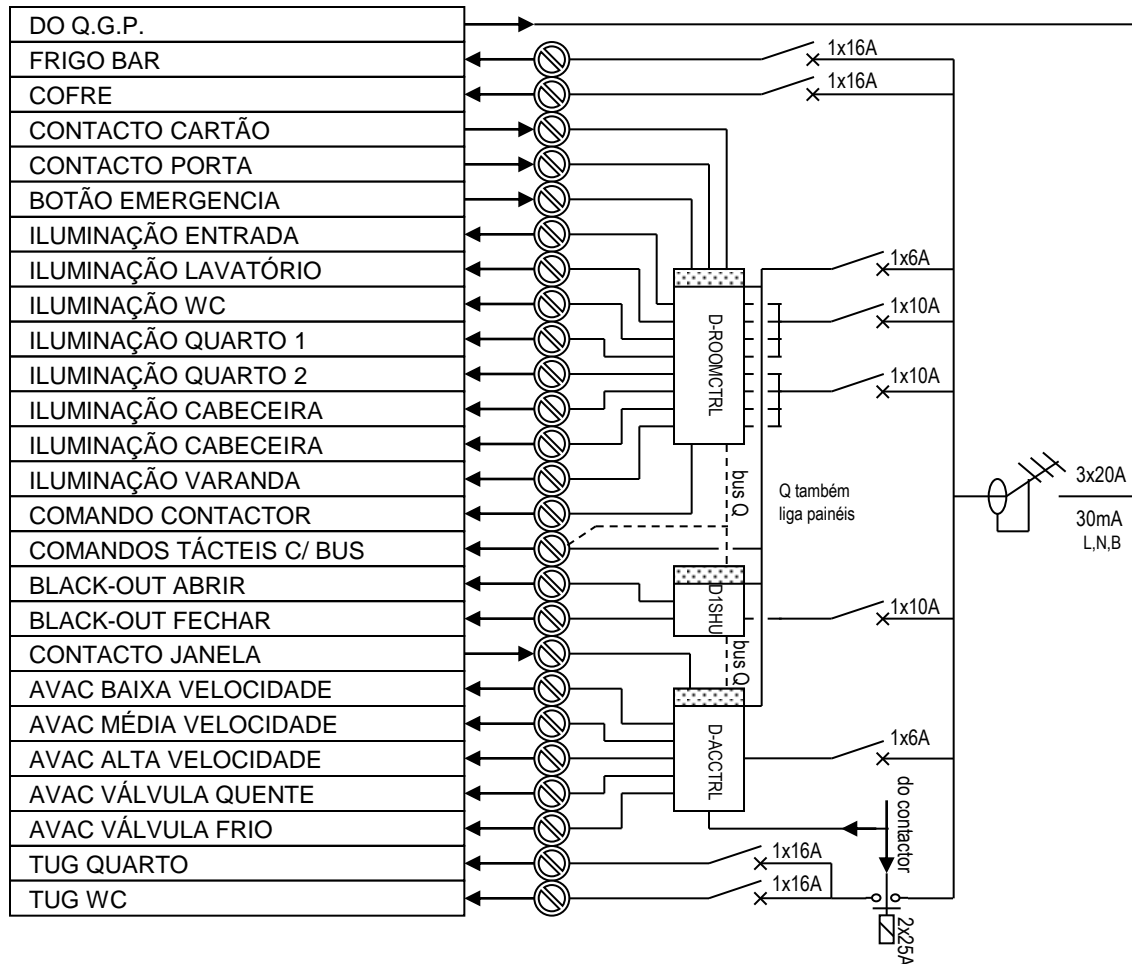 DO Q.G.P.
FRIGO BAR
1x16A
COFRE
1x16A
CONTACTO CARTÃO
CONTACTO PORTA
BOTÃO EMERGENCIA
ILUMINAÇÃO ENTRADA
1x6A
ILUMINAÇÃO LAVATÓRIO
ILUMINAÇÃO WC
1x10A
ILUMINAÇÃO QUARTO 1
D-ROOMCTRL
ILUMINAÇÃO QUARTO 2
1x10A
ILUMINAÇÃO CABECEIRA
ILUMINAÇÃO CABECEIRA
ILUMINAÇÃO VARANDA
bus Q
Q também
liga painéis
3x20A
30mA
L,N,B
COMANDO CONTACTOR
COMANDOS TÁCTEIS C/ BUS
BLACK-OUT ABRIR
D1SHU
BLACK-OUT FECHAR
1x10A
CONTACTO JANELA
bus Q
AVAC BAIXA VELOCIDADE
AVAC MÉDIA VELOCIDADE
D-ACCTRL
AVAC ALTA VELOCIDADE
1x6A
AVAC VÁLVULA QUENTE
do contactor
AVAC VÁLVULA FRIO
TUG QUARTO
1x16A
TUG WC
1x16A
2x25A